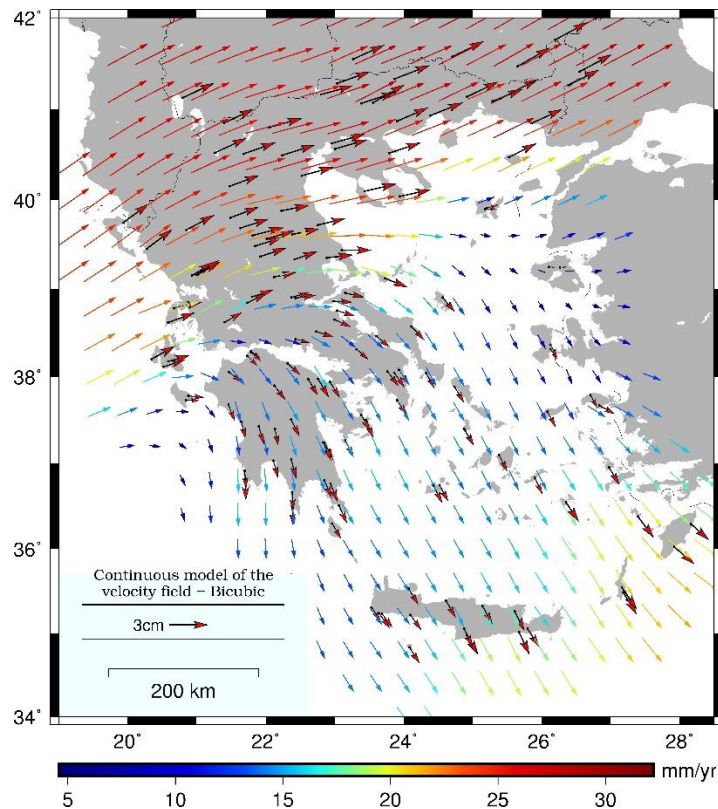 42°
40°
38°
36°
34°
Continuous model of the
velocity field – Bicubic
3cm
200 km
20 22 24 26 28
mm/yr
5 10 15 20 25 30